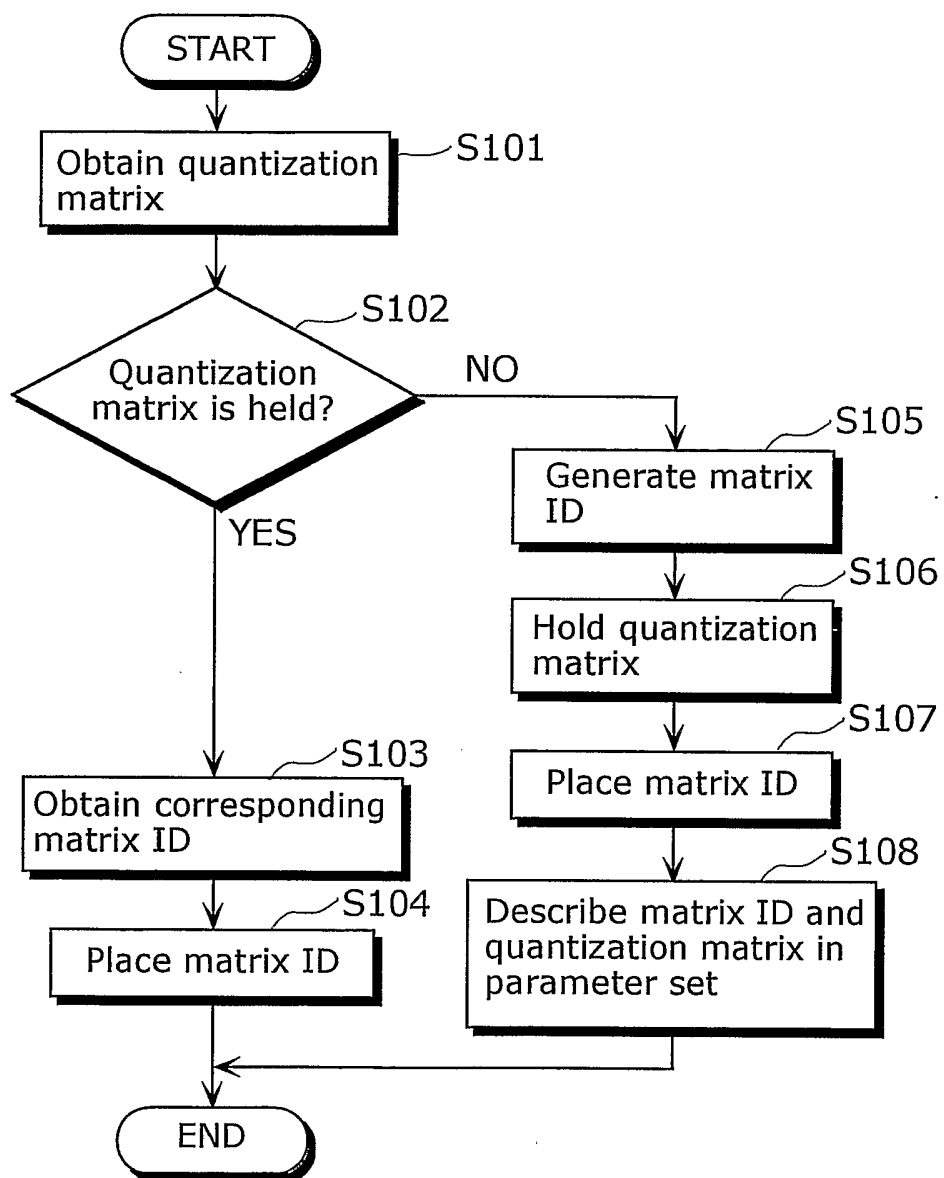 START
S101
Obtain quantization
matrix
S102
Quantization
matrix is held?
NO
YES
S105
Generate matrix
ID
S106
Hold quantization
matrix
S107
Place matrix ID
S108
Describe matrix ID and
quantization matrix in
parameter set
S103
Obtain corresponding
matrix ID
S104
Place matrix ID
END